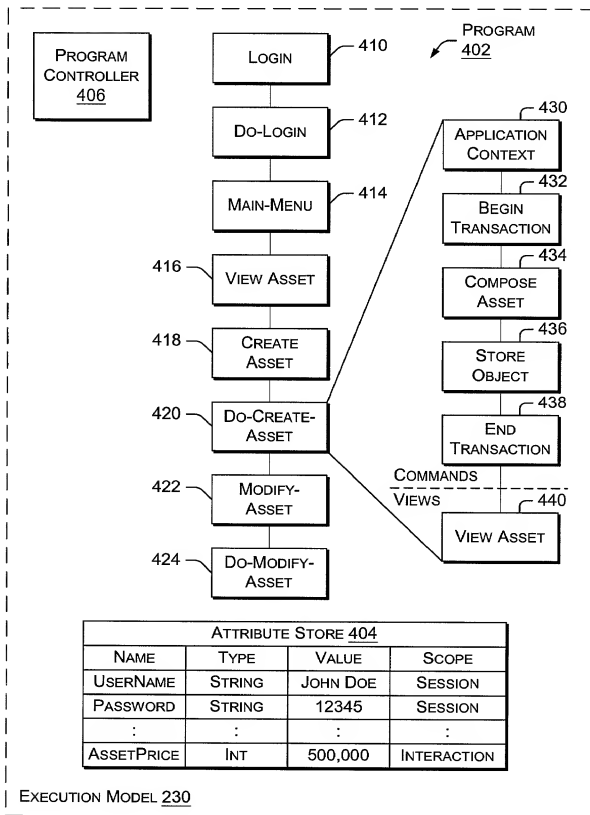 PROGRAM
CONTROLLER
406
LOGIN
410
DO-LOGIN
412
MAIN-MENU
414
416
VIEW ASSET
418
CREATE
ASSET
420
DO-CREATE-
ASSET
422
MODIFY-
ASSET
424
DO-MODIFY-
ASSET
PROGRAM
402
430
APPLICATION
CONTEXT
432
BEGIN
TRANSACTION
434
COMPOSE
ASSET
436
STORE
OBJECT
438
END
TRANSACTION
COMMANDS
VIEWS
440
VIEW ASSET
ATTRIBUTE STORE 404
NAME TYPE VALUE SCOPE
USERNAME STRING JOHN DOE SESSION
PASSWORD STRING 12345 SESSION
: : : :
ASSETPRICE INT 500,000 INTERACTION
EXECUTION MODEL 230